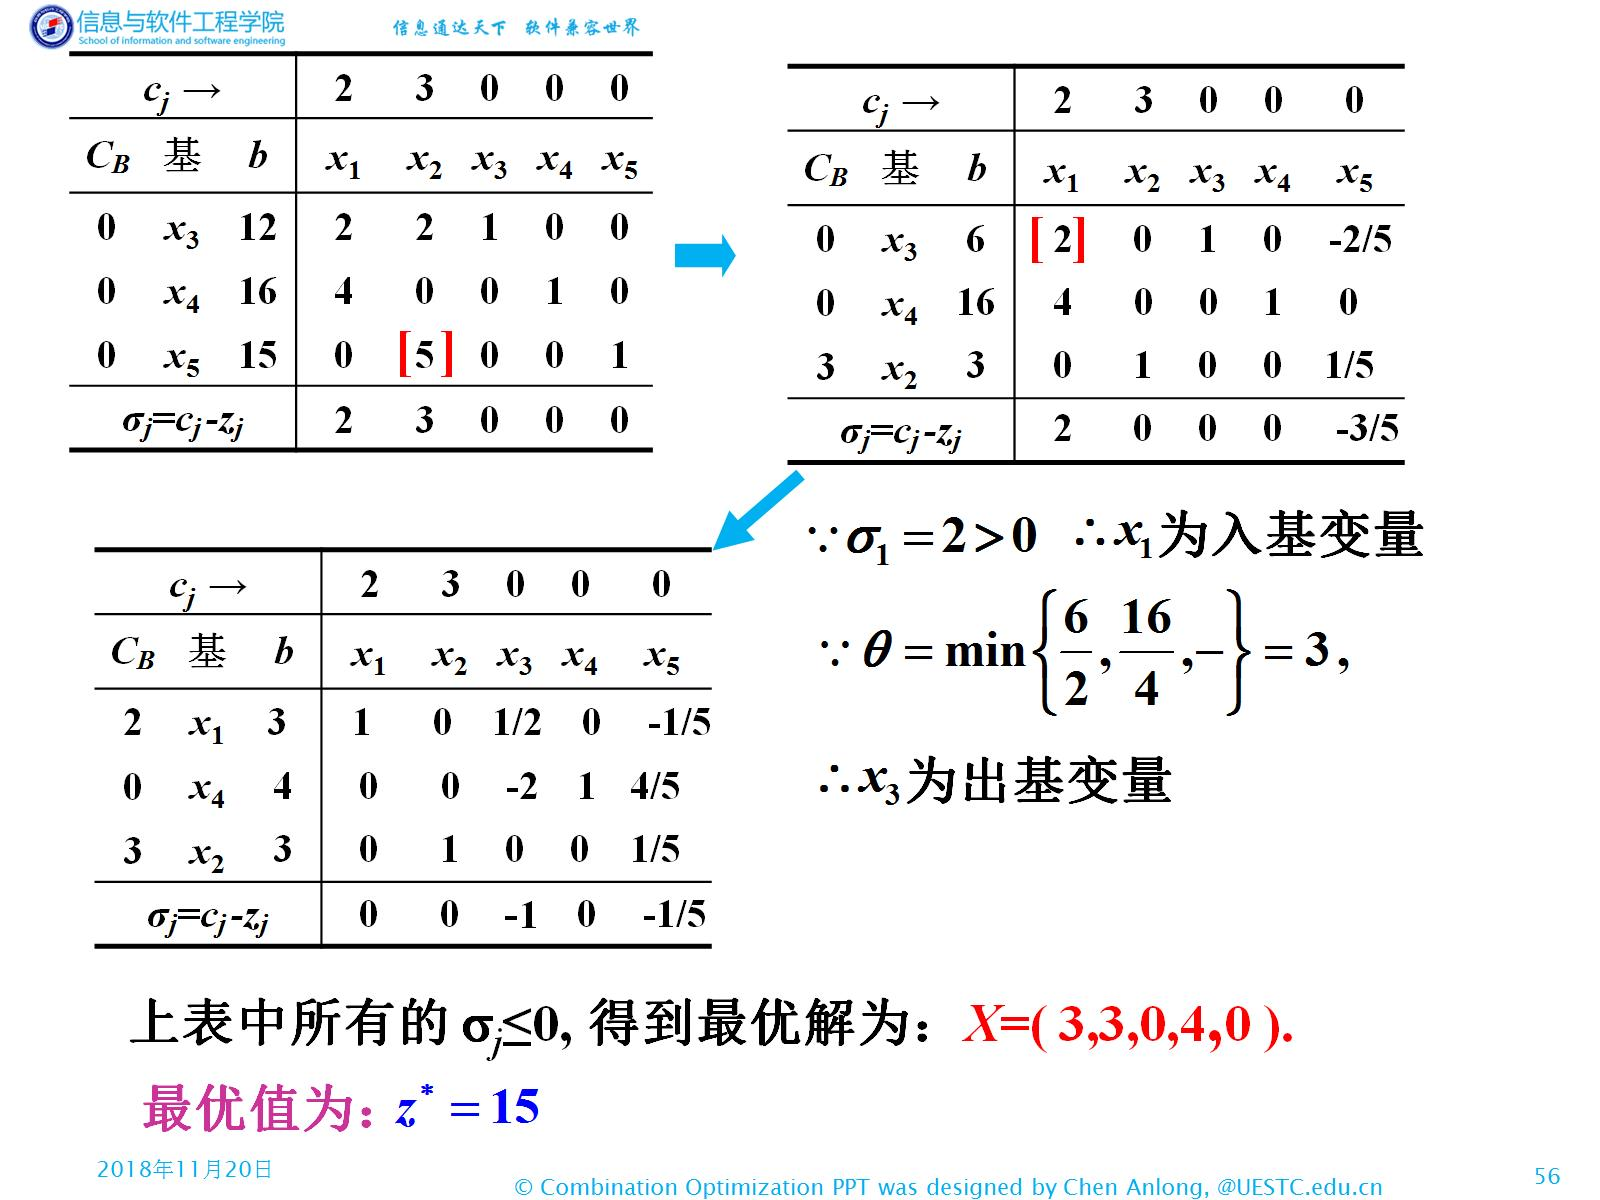 信息与软件工程学院
School of information and software engineering
信息通达天下 软件兼容世界
cj → 2 3 0 0 0
CB 基 b x1 x2 x3 x4 x5
0 x3 12 2 2 1 0 0
0 x4 16 4 0 0 1 0
0 x5 15 0 [5] 0 0 1
σj=cj-zj 2 3 0 0 0
cj → 2 3 0 0 0
CB 基 b x1 x2 x3 x4 x5
0 x3 6 [2] 0 1 0 -2/5
0 x4 16 4 0 0 1 0
3 x2 3 0 1 0 0 1/5
σj=cj-zj 2 0 0 0 -3/5
∵σ1=2>0 ∴x1为入基变量
∵θ=min{6/2,16/4,−}=3,
∴x3为出基变量
cj → 2 3 0 0 0
CB 基 b x1 x2 x3 x4 x5
2 x1 3 1 0 1/2 0 -1/5
0 x4 4 0 0 -2 1 4/5
3 x2 3 0 1 0 0 1/5
σj=cj-zj 0 0 -1 0 -1/5
上表中所有的 σj≤0, 得到最优解为：X=( 3,3,0,4,0 ).
最优值为：z*=15
2018年11月20日
© Combination Optimization PPT was designed by Chen Anlong, @UESTC.edu.cn
56